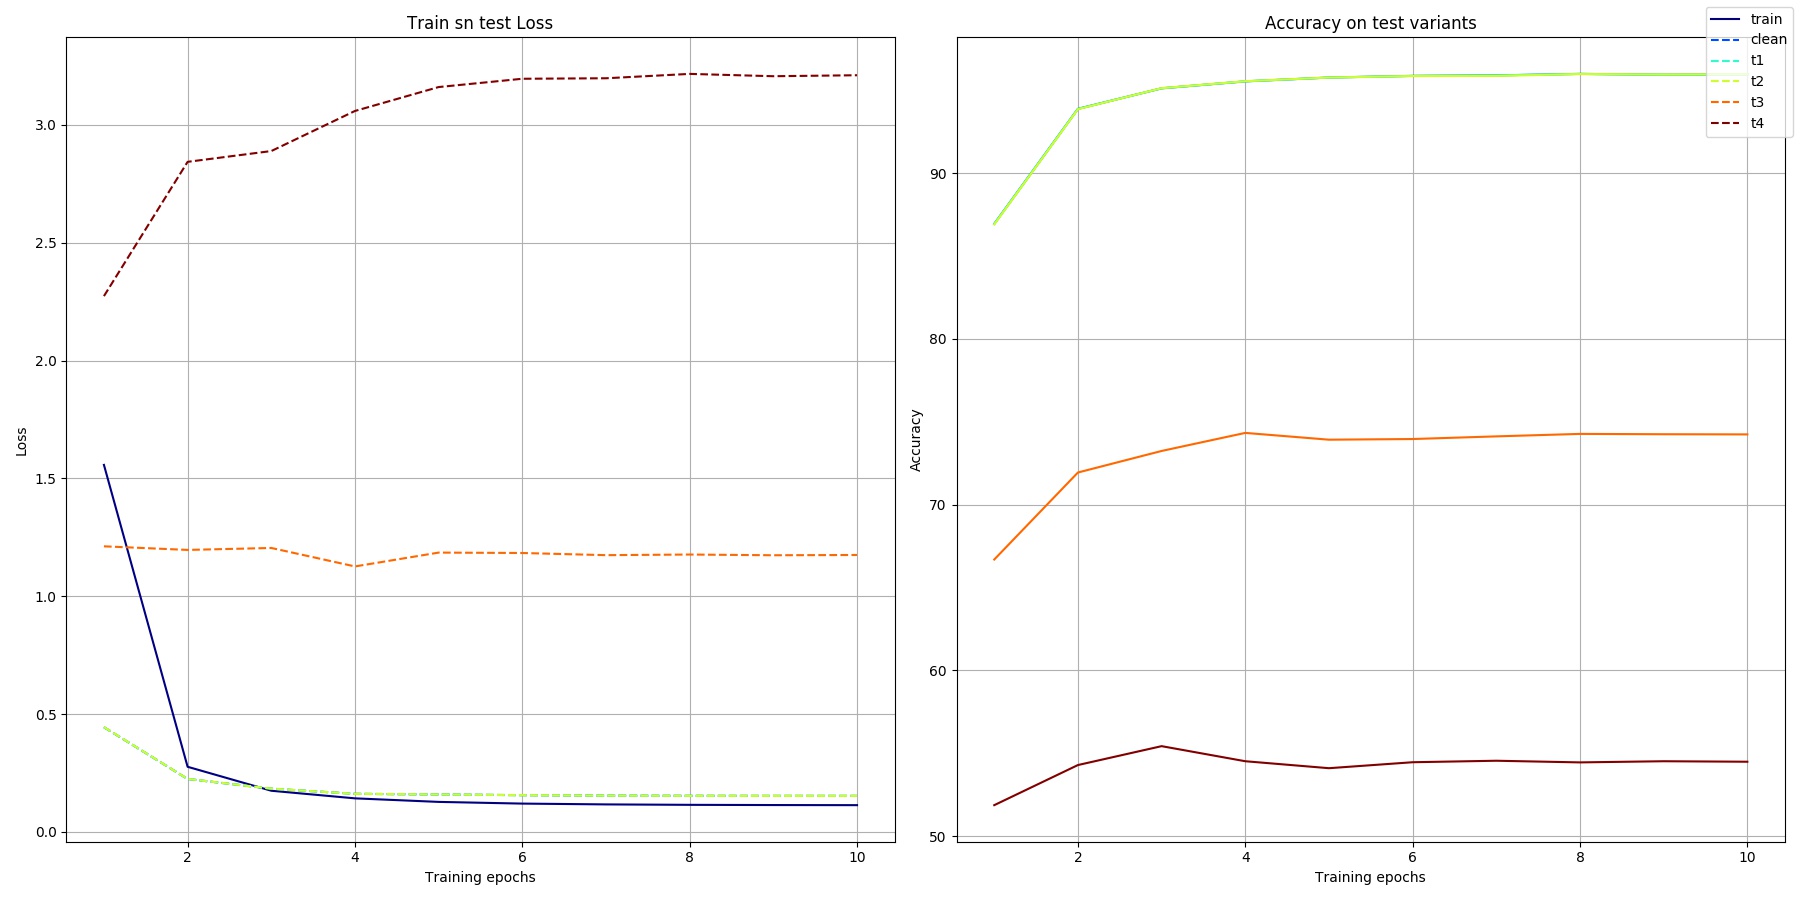 Train sn test Loss
3.0
2.5
2.0
1.5
1.0
0.5
0.0
Loss
2 4 6 8 10
Training epochs
Accuracy on test variants
90
80
70
60
50
Accuracy
2 4 6 8 10
Training epochs
train
clean
t1
t2
t3
t4